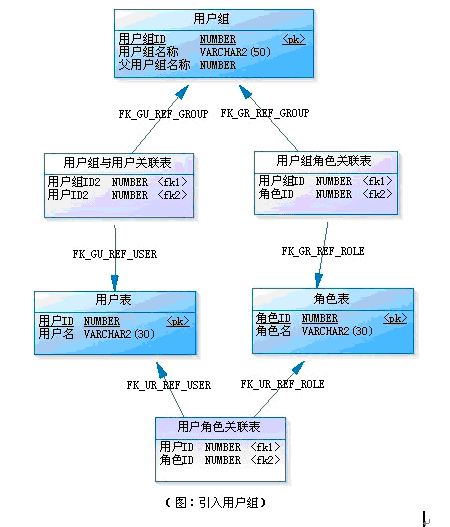 用户组
用户组ID NUMBER <pk>
用户组名称 VARCHAR2(50)
父用户组名称 NUMBER
FK_GU_REF_GROUP
FK_GR_REF_GROUP
用户组与用户关联表
用户组ID2 NUMBER <fk1>
用户ID2 NUMBER <fk2>
用户组角色关联表
用户组ID NUMBER <fk1>
角色ID NUMBER <fk2>
FK_GU_REF_USER
FK_GR_REF_ROLE
用户表
用户ID NUMBER <pk>
用户名 VARCHAR2(30)
角色表
角色ID NUMBER <pk>
角色名 VARCHAR2(30)
FK_UR_REF_USER
FK_UR_REF_ROLE
用户角色关联表
用户ID NUMBER <fk1>
角色ID NUMBER <fk2>
(图:引入用户组)